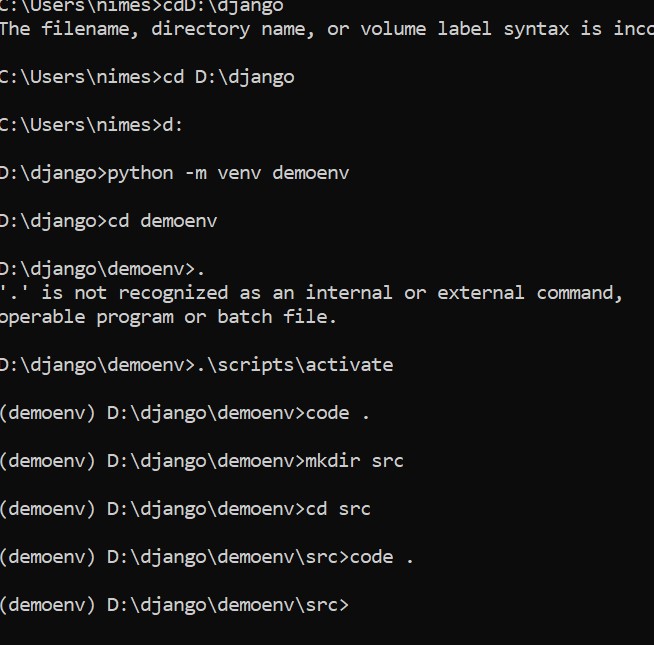 C:\Users\nimes>cdD:\django
The filename, directory name, or volume label syntax is inco
C:\Users\nimes>cd D:\django
C:\Users\nimes>d:
D:\django>python -m venv demoenv
D:\django>cd demoenv
D:\django\demoenv>.
'.' is not recognized as an internal or external command,
operable program or batch file.
D:\django\demoenv>.\scripts\activate
(demoenv) D:\django\demoenv>code .
(demoenv) D:\django\demoenv>mkdir src
(demoenv) D:\django\demoenv>cd src
(demoenv) D:\django\demoenv\src>code .
(demoenv) D:\django\demoenv\src>